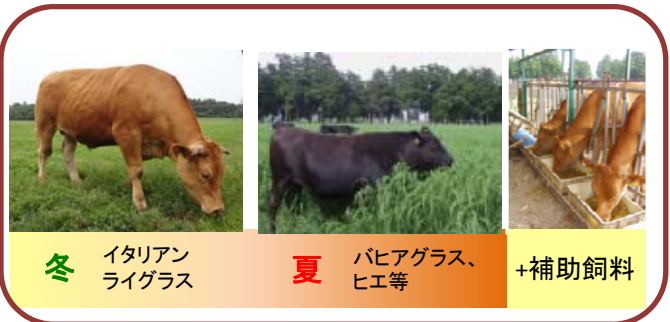 冬
イタリアン
ライグラス
夏
バヒアグラス、
ヒエ等
+補助飼料